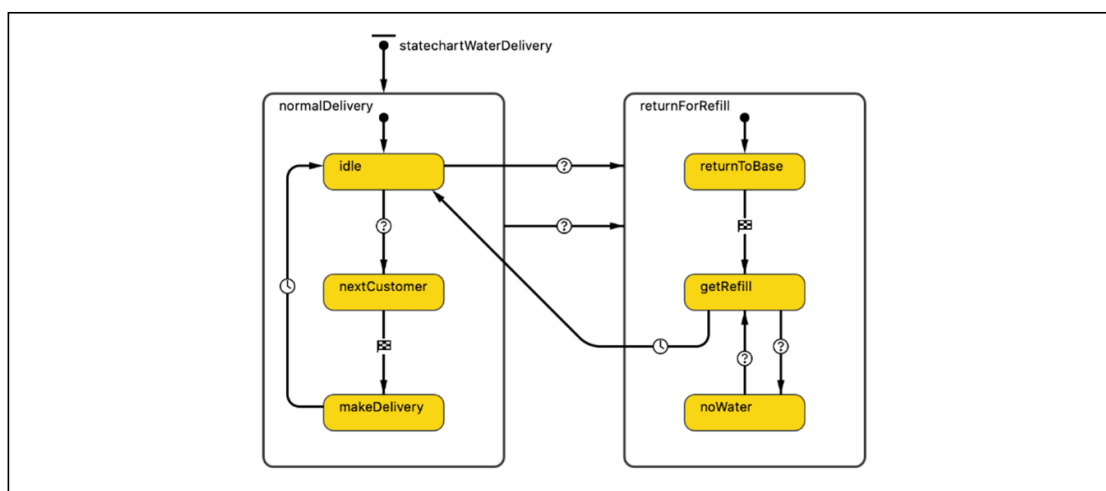 statechartWaterDelivery
normalDelivery
returnForRefill
idle
?
returnToBase
?
?
nextCustomer
getRefill
?
?
makeDelivery
noWater